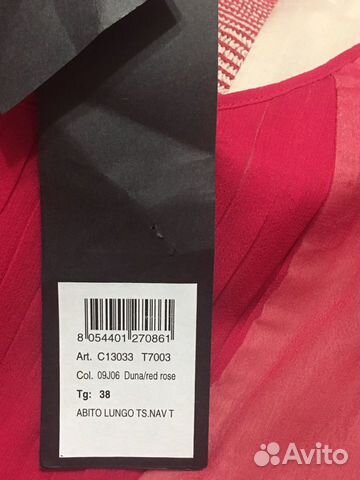 8 054401 270861
Art. C13033 T7003
Col. 09J06 Duna/red rose
Tg: 38
ABITO LUNGO TS.NAV T
Avito